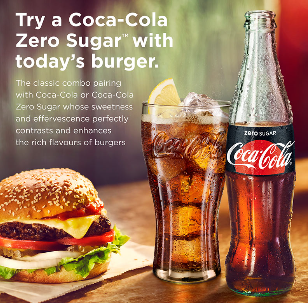 Try a Coca-Cola
Zero Sugar™ with
today's burger.
The classic combo pairing
with Coca-Cola or Coca-Cola
Zero Sugar whose sweetness
and effervescence perfectly
contrasts and enhances
the rich flavours of burgers
Coca-Cola
ZERO SUGAR
Coca-Cola